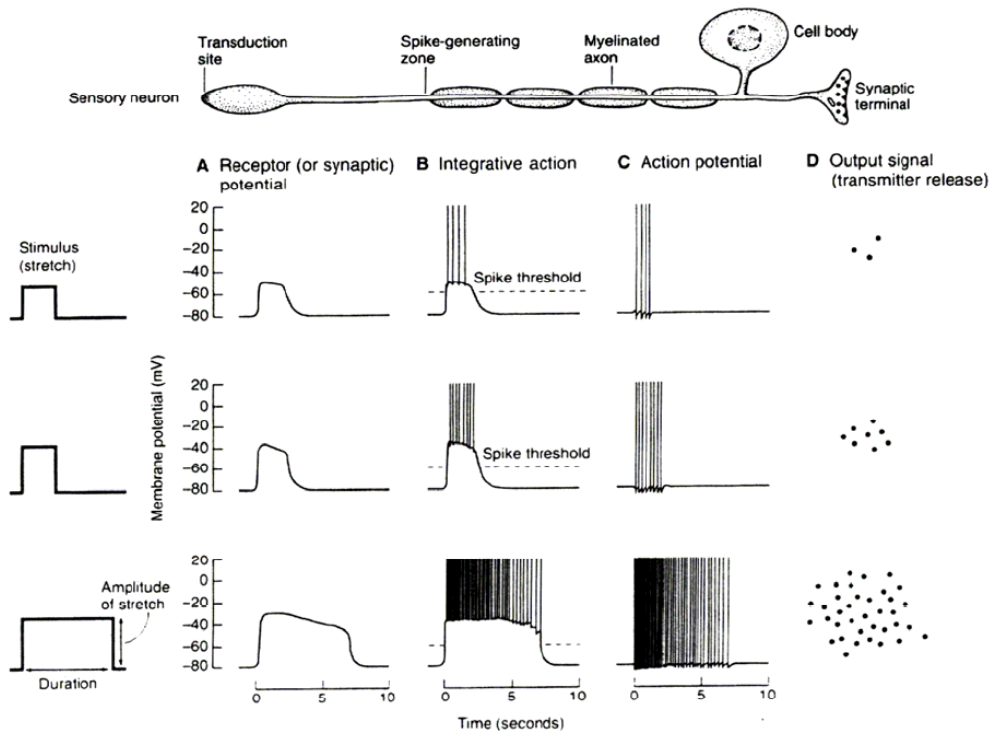 Transduction
site
Spike-generating
zone
Myelinated
axon
Cell body
Sensory neuron
Synaptic
terminal
A Receptor (or synaptic)
potential
B Integrative action
C Action potential
D Output signal
(transmitter release)
Stimulus
(stretch)
20
0
−20
−40
−60
−80
Spike threshold
Membrane potential (mV)
20
0
−20
−40
−60
−80
Spike threshold
Amplitude
of stretch
Duration
20
0
−20
−40
−60
−80
0 5 10
0 5 10
0 5 10
Time (seconds)